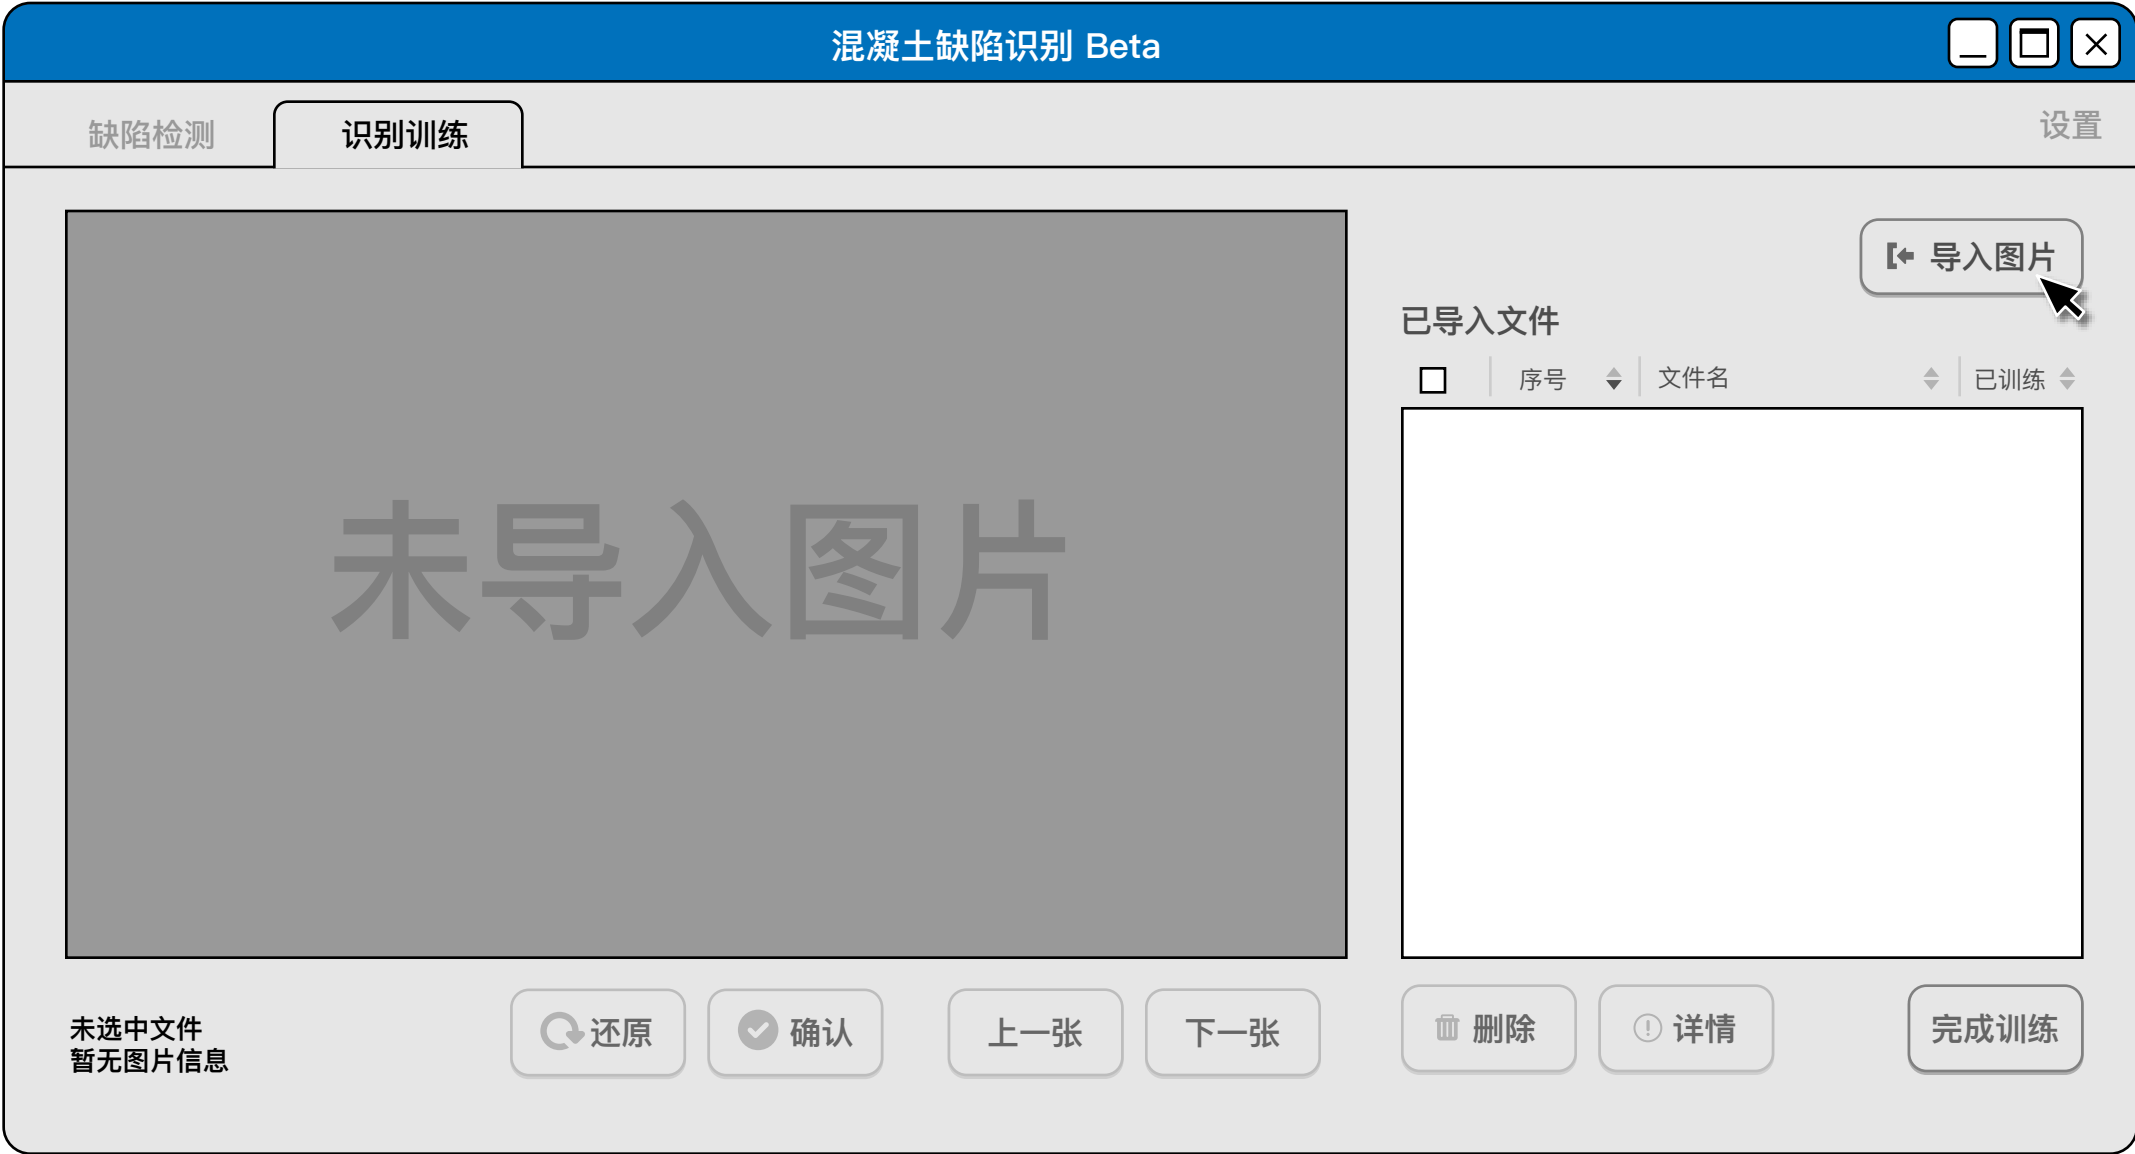 混凝土缺陷识别 Beta
缺陷检测
识别训练
设置
导入图片
已导入文件
序号
文件名
已训练
未导入图片
未选中文件
暂无图片信息
还原
确认
上一张
下一张
删除
详情
完成训练